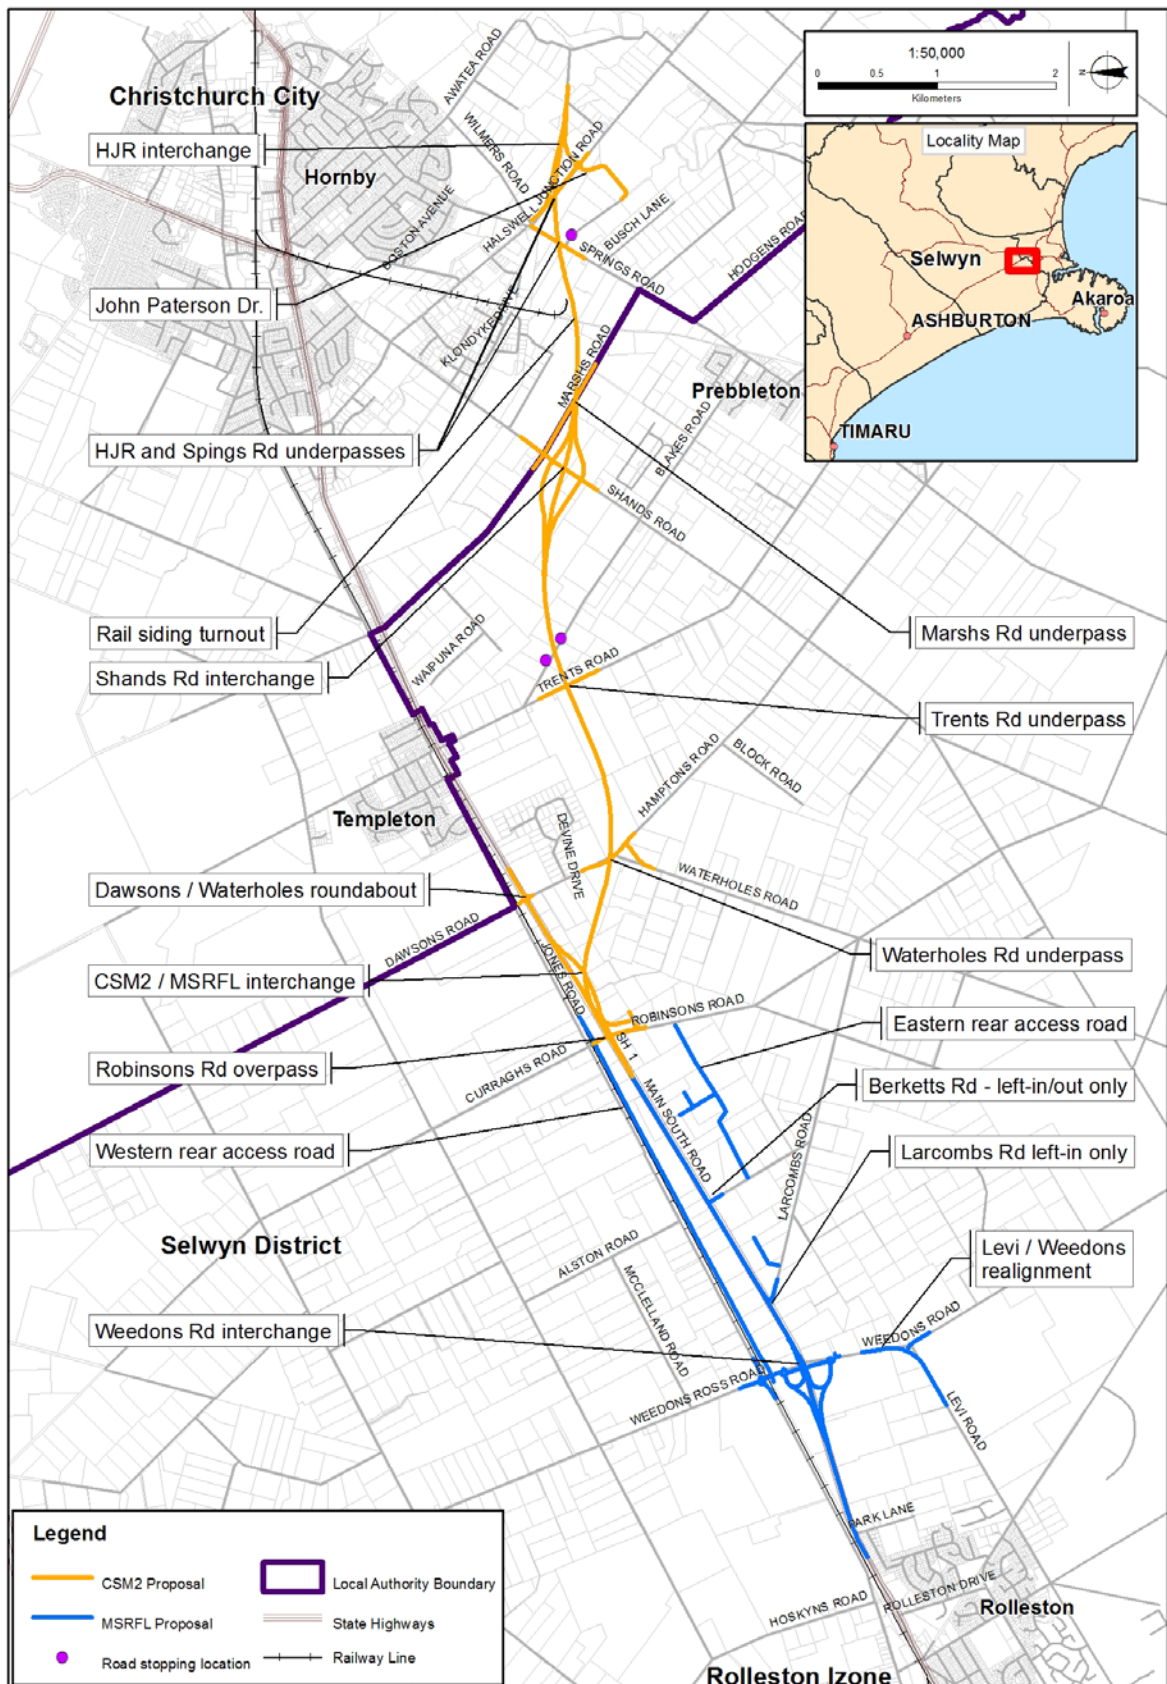 1:50,000
0 0.5 1 2
Kilometers
N
Locality Map
Selwyn
Akaroa
ASHBURTON
TIMARU
Christchurch City
AWATEA ROAD
HJR interchange
WILMERS ROAD
Hornby
HALSWELL JUNCTION ROAD
BOSTON AVENUE
BUSCH LANE
SPRINGS ROAD
HODGENS ROAD
John Paterson Dr.
KLONDYKE DRIVE
MARSHS ROAD
Prebbleton
BLAKES ROAD
HJR and Spings Rd underpasses
SHANDS ROAD
Rail siding turnout
Marshs Rd underpass
WAIPUNA ROAD
TRENTS ROAD
Shands Rd interchange
Trents Rd underpass
HAMPTONS ROAD
BLOCK ROAD
Templeton
DEVINE DRIVE
WATERHOLES ROAD
Dawsons / Waterholes roundabout
DAWSONS ROAD
Waterholes Rd underpass
CSM2 / MSRFL interchange
JONES ROAD
ROBINSONS ROAD
Eastern rear access road
SH 1
Robinsons Rd overpass
CURRAGHS ROAD
MAIN SOUTH ROAD
Berketts Rd - left-in/out only
Western rear access road
LARCOMBS ROAD
Larcombs Rd left-in only
Selwyn District
ALSTON ROAD
Levi / Weedons
realignment
MCCLELLAND ROAD
Weedons Rd interchange
WEEDONS ROAD
WEEDONS ROSS ROAD
LEVI ROAD
PARK LANE
HOSKYNS ROAD
ROLLESTON DRIVE
Rolleston
Rolleston Izone
Legend
CSM2 Proposal
Local Authority Boundary
MSRFL Proposal
State Highways
Road stopping location
Railway Line